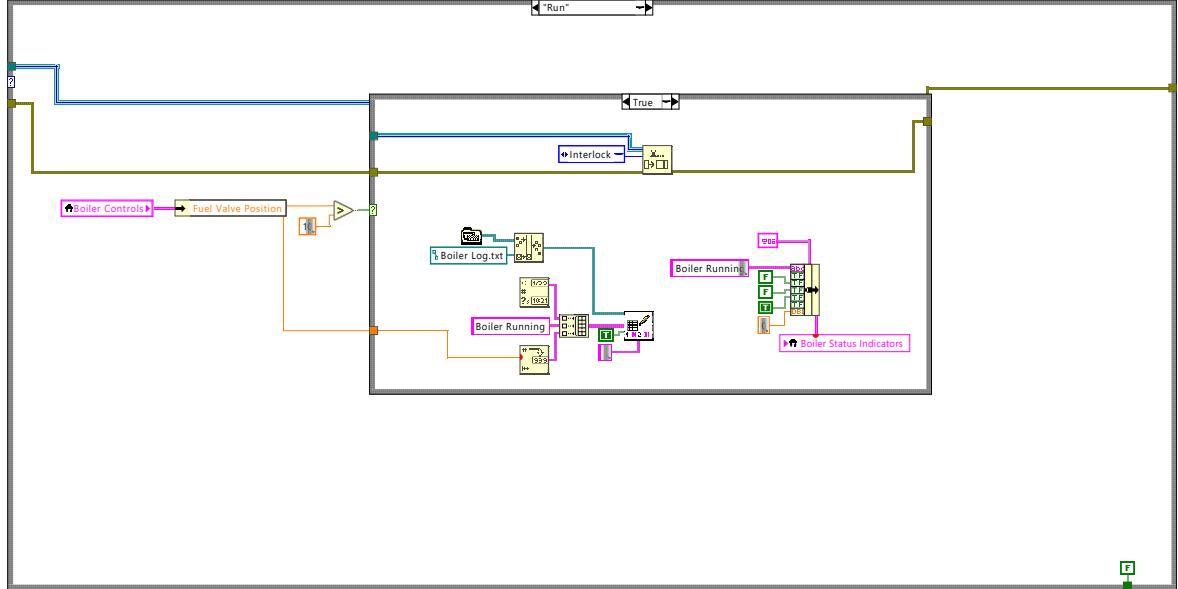 "Run"
True
Interlock
Boiler Controls
Fuel Valve Position
>
?
Boiler Log.txt
Boiler Running
F
Boiler Running
F
T
T
Boiler Status Indicators
F